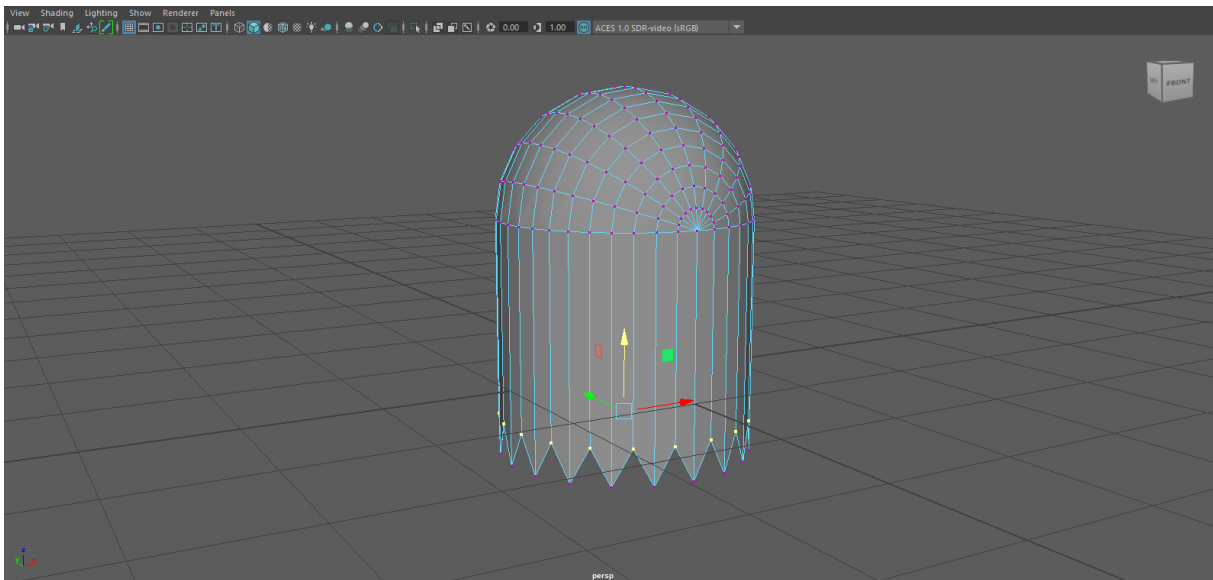 View Shading Lighting Show Renderer Panels
0.00 1.00 ACES 1.0 SDR-video (sRGB)
FRONT
z
y x
persp